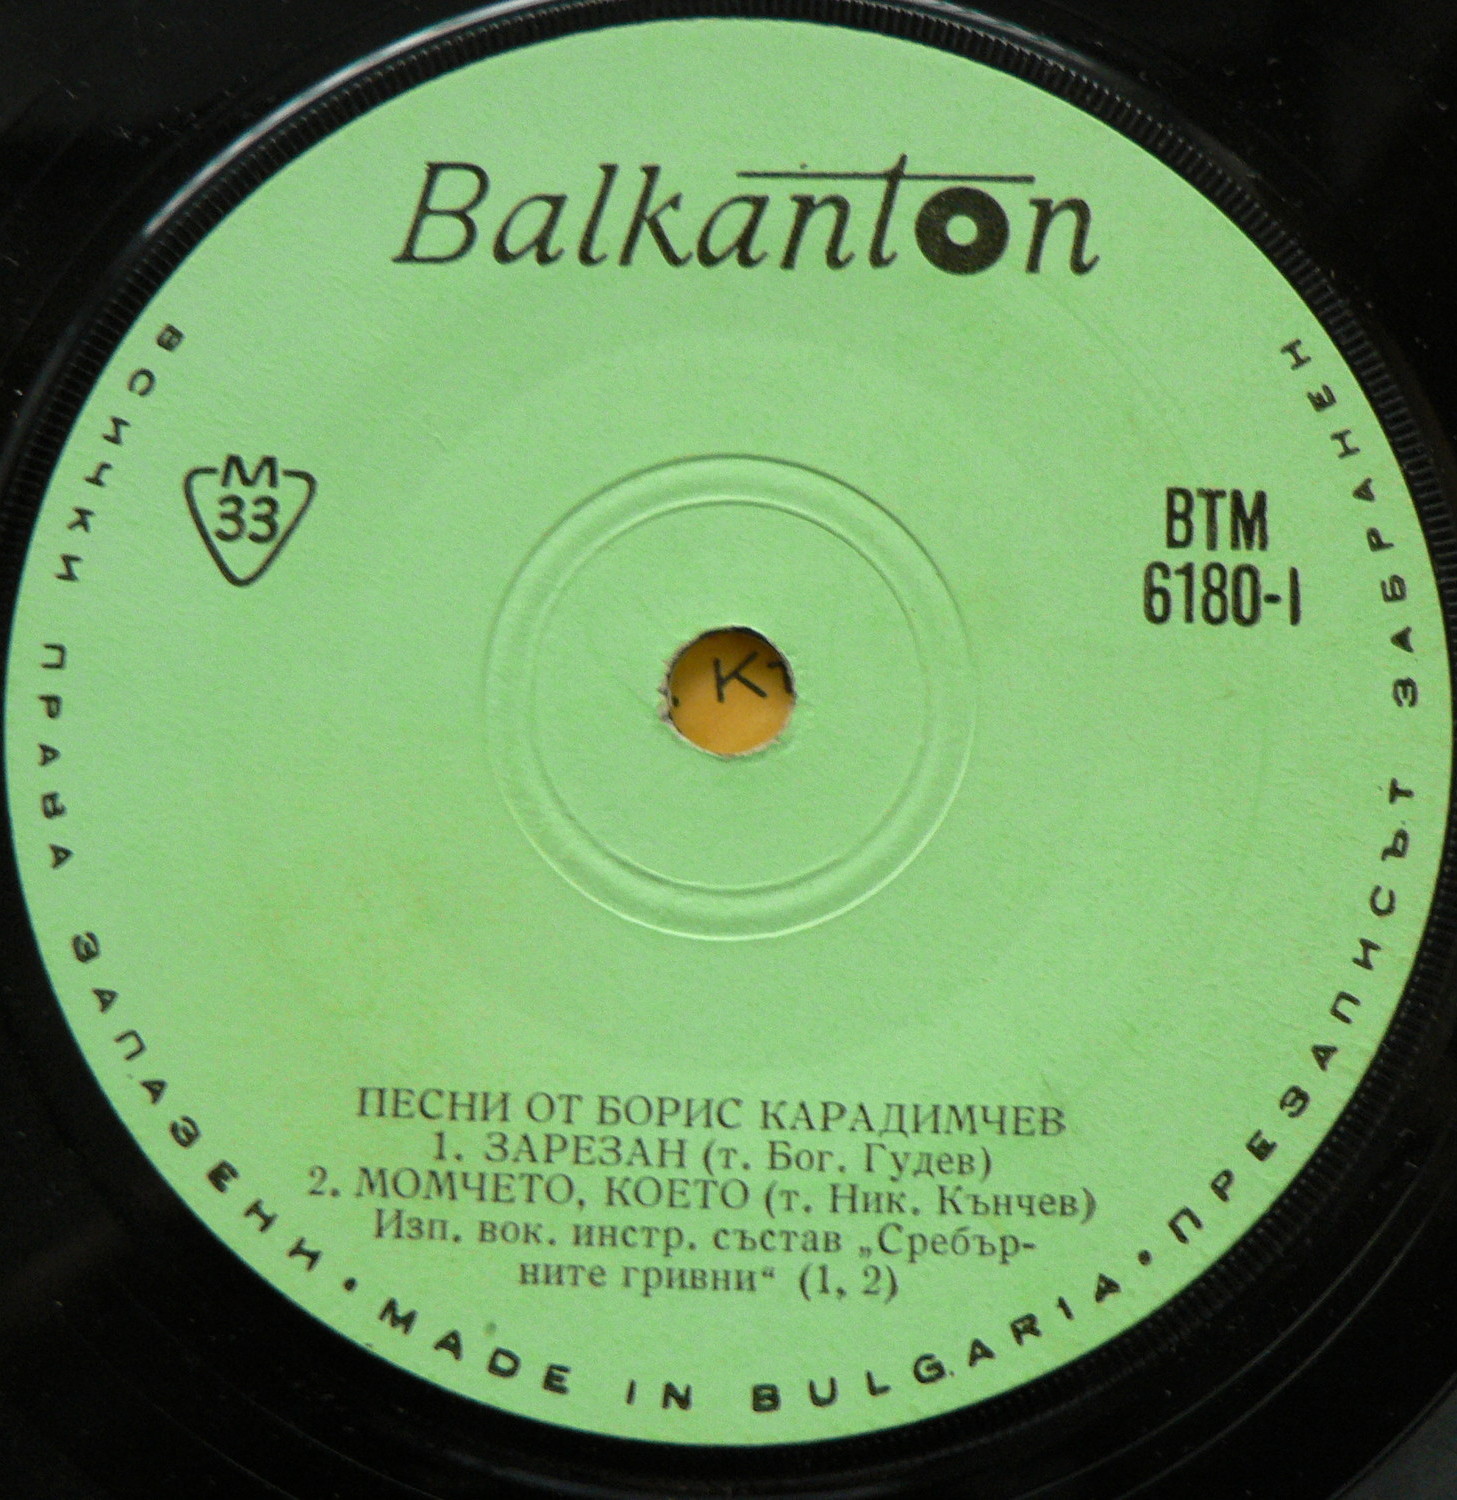 Balkanton
М
33
ВТМ
6180-I
ПЕСНИ ОТ БОРИС КАРАДИМЧЕВ
1. ЗАРЕЗАН (т. Бог. Гудев)
2. МОМЧЕТО, КОЕТО (т. Ник. Кънчев)
Изп. вок. инстр. състав „Сребър-
ните гривни“ (1, 2)
ВСИЧКИ ПРАВА ЗАПАЗЕНИ • MADE IN BULGARIA • ПРЕЗАПИСЪТ ЗАБРАНЕН